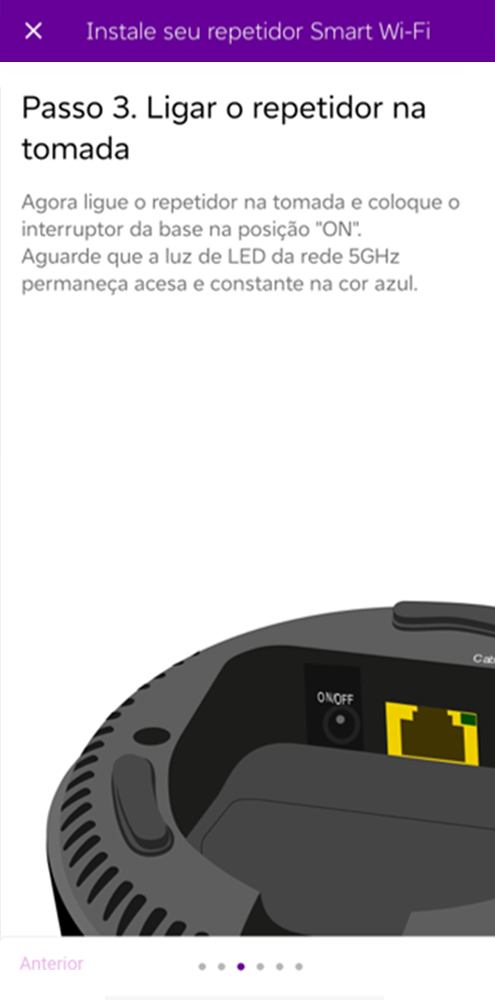 Instale seu repetidor Smart Wi-Fi
Passo 3. Ligar o repetidor na
tomada
Agora ligue o repetidor na tomada e coloque o
interruptor da base na posição "ON".
Aguarde que a luz de LED da rede 5GHz
permaneça acesa e constante na cor azul.
Cab
ON/OFF
Anterior